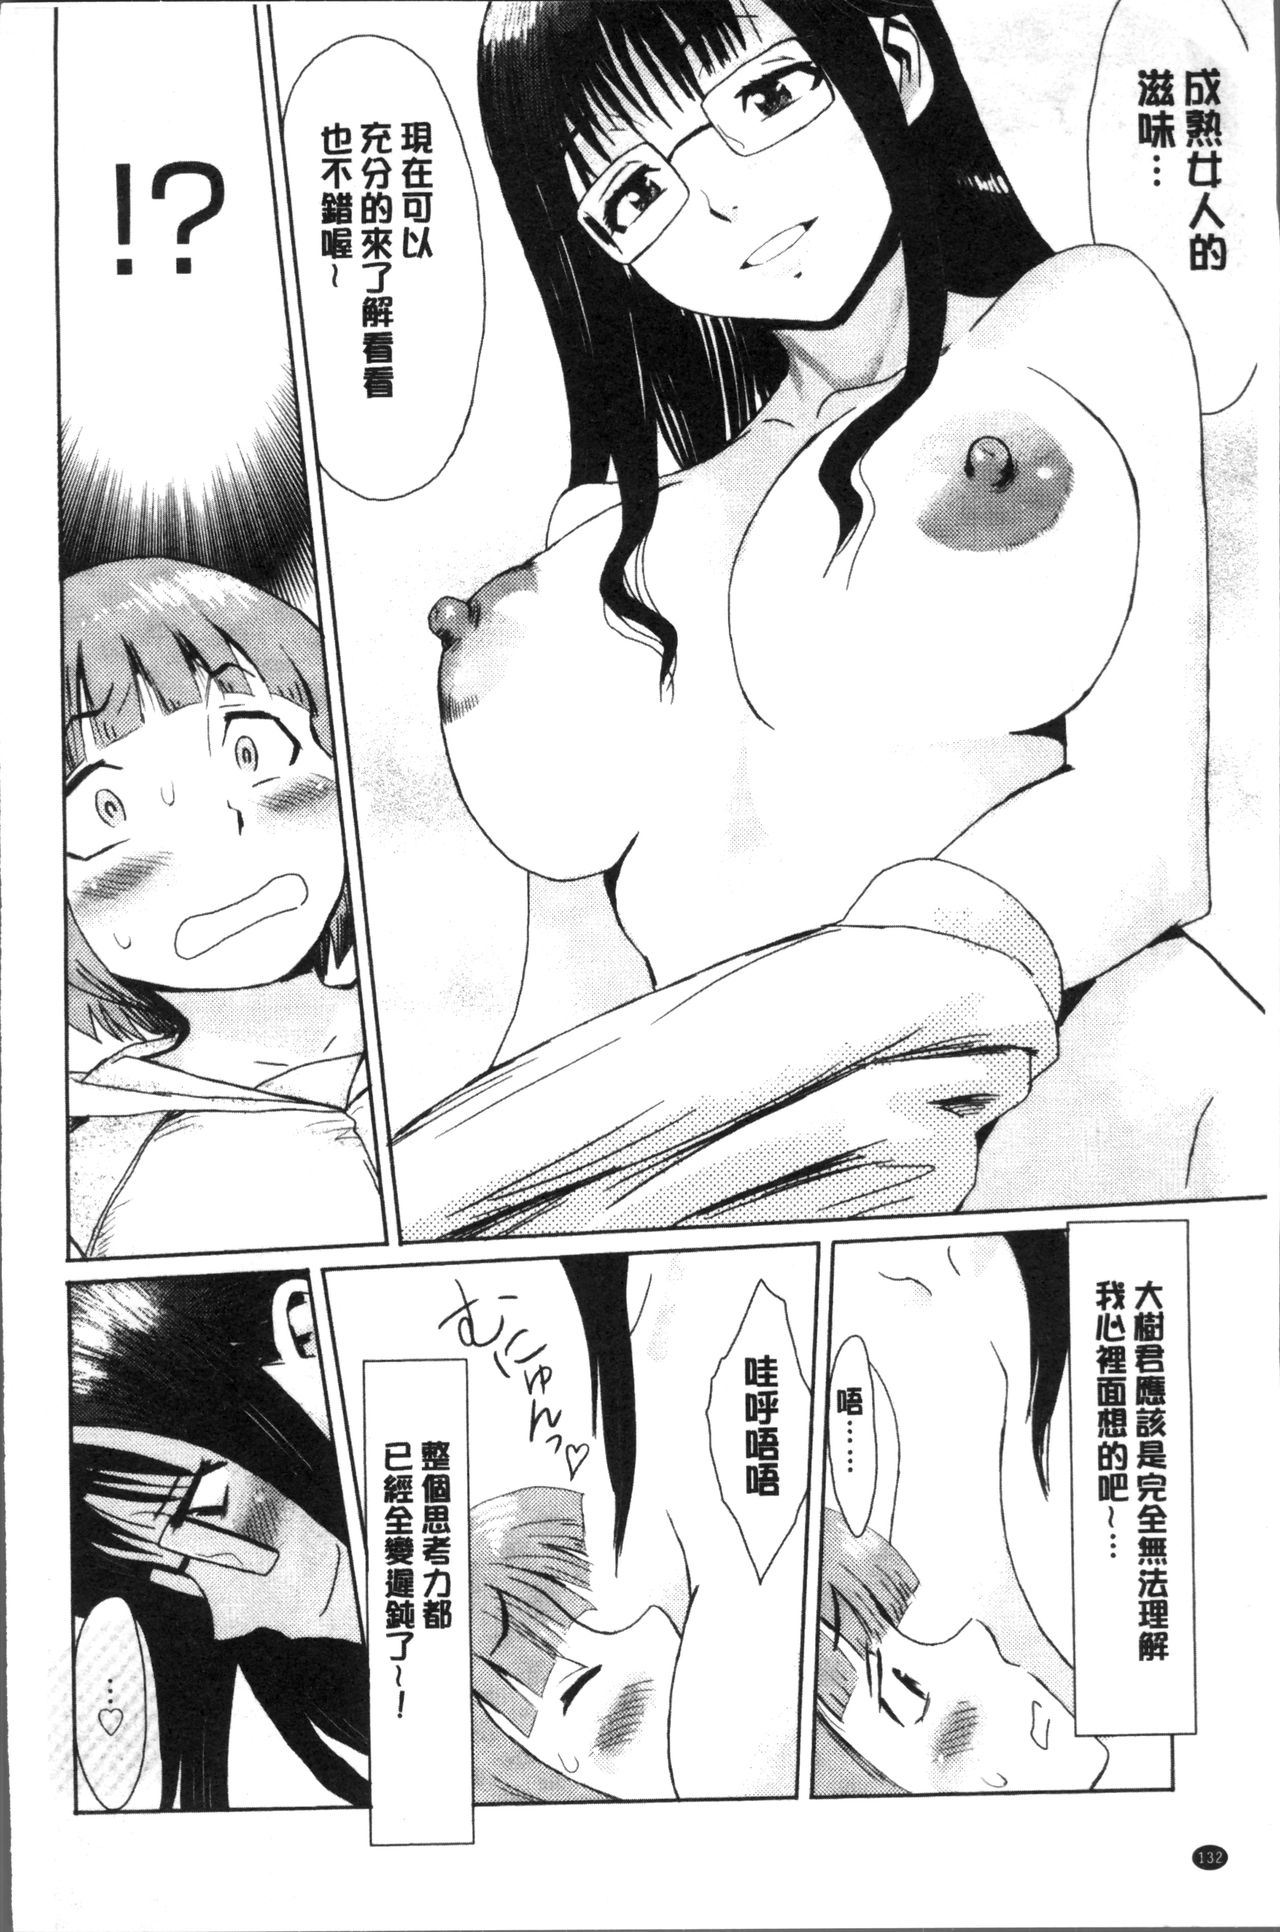 成熟女人的
滋味…
現在可以
充分的來了解看看
也不錯喔~
!?
大樹君應該是完全無法理解
我心裡面想的吧~…
唔……
哇呼唔唔
むにゅんっ♡
整個思考力都
已經全變遲鈍了~!
…♡
132